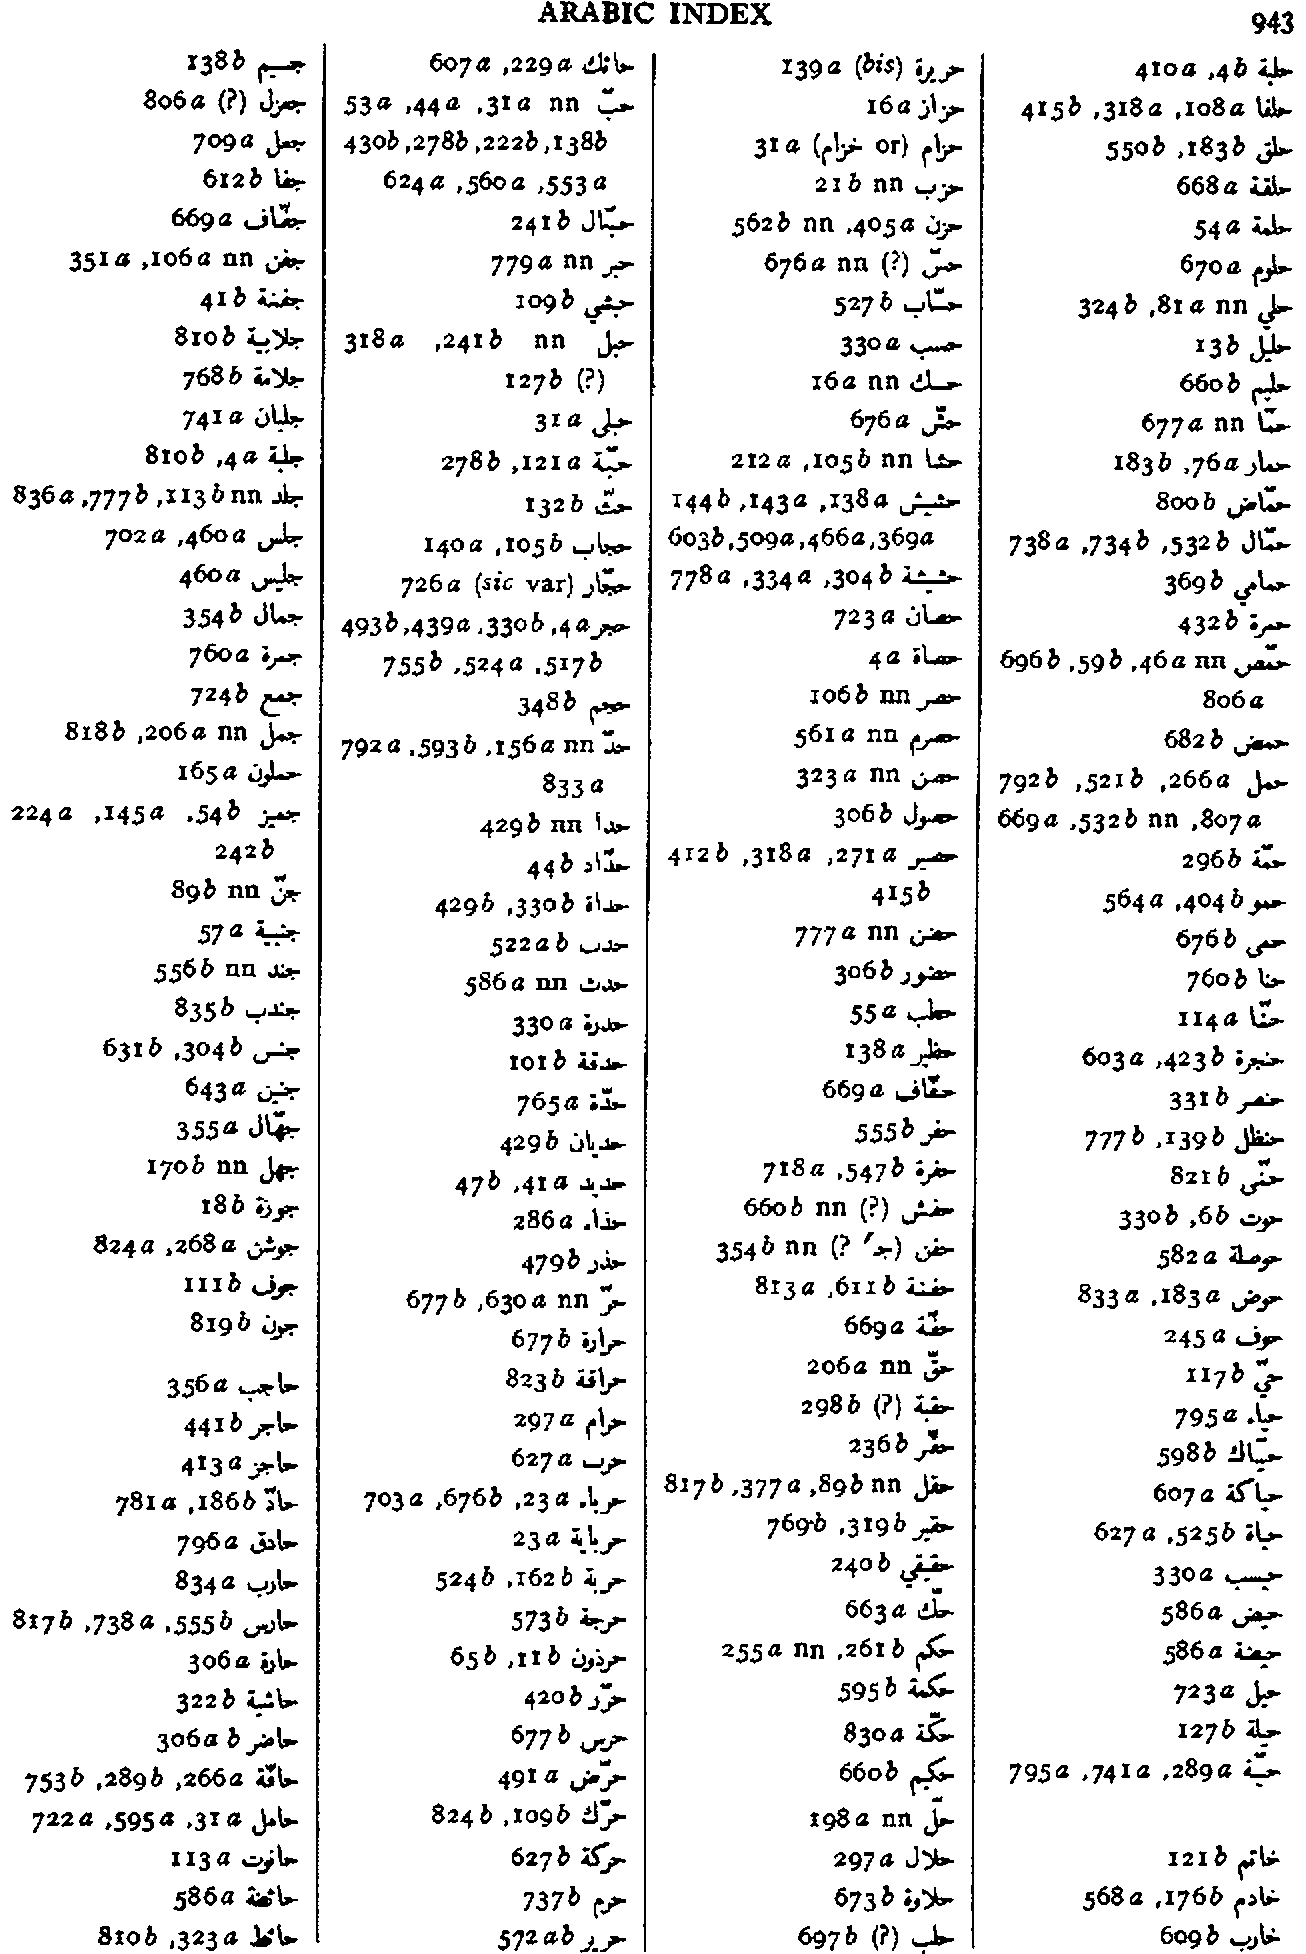 ARABIC INDEX
943
جسيم 138b
جعزل (?) 806a
جعل 709a
جفا 612b
جفّاف 669a
جفن 106a nn, 351a
جفنة 41b
جلابية 810b
جلامة 768b
جلبان 741a
جلبة 4a, 810b
جلد 113b nn, 777b, 836a
جلس 460a, 702a
جليس 460a
جمال 354b
جمرة 760a
جمع 724b
جمل 206a nn, 818b
حملون 165a
جميز 54b, 145a, 224a
242b
جنّ 89b nn
جنبية 57a
جند 556b nn
جندب 835b
جنس 304b, 631b
جنين 643a
جهّال 355a
جهل 170b nn
جوزة 18b
جوشن 268a, 824a
جوف 111b
جون 819b
حاجب 356a
حاجر 441b
حاجز 413a
حادّ 186b, 781a
حادق 796a
حارب 834a
حارس 555b, 738a, 817b
حارة 306a
حاشية 322b
حاضر 306a b
حافّة 266a, 289b, 753b
حامل 31a, 595a, 722a
حانوت 113a
حائضة 586a
حائط 323a, 810b
حائك 229a, 607a
حبّ 31a nn, 44a, 53a
138b, 222b, 278b, 430b
553a, 560a, 624a
حبّال 241b
حبر 779a nn
حبشي 109b
حبل 241b nn, 318a
127b (?)
حبلى 31a
حبّة 121a, 278b
حثّ 132b
حجاب 105b, 140a
حجّار 726a (sic var)
حجر 4a, 330b, 439a, 493b
517b, 524a, 755b
حجم 348b
حدّ 156a nn, 593b, 792a
833a
حدأ 429b nn
حدّاد 44b
حداة 330b, 429b
حدب 522a b
حدث 586a nn
حدرة 330a
حدقة 101b
حدّة 765a
حديان 429b
حديد 41a, 47b
حذاء 286a
حذر 479b
حرّ 630a nn, 677b
حرارة 677b
حراقة 823b
حرام 297a
حرب 627a
حرباء 23a, 676b, 703a
حرباية 23a
حربة 162b, 524b
حرجة 573b
حرذون 11b, 65b
حرّر 420b
حرس 677b
حرّض 491a
حرّك 109b, 824b
حركة 627b
حرم 737b
حرير 572ab
حريرة 139a (bis)
حزاز 16a
حزام (or خزام) 31a
حزب 21b nn
حزن 405a, 562b nn
حسّ (?) 676a nn
حسّاب 527b
حسب 330a
حسك 16a nn
حشّ 676a
حشا 105b nn, 212a
حشيش 138a, 143a, 144b
369a, 466a, 509a, 603b
حشيشة 304b, 334a, 778a
حصان 723a
حصاة 4a
حصر 106b nn
حصرم 561a nn
حصن 323a nn
حصول 306b
حصير 271a, 318a, 412b
415b
حضن 777a nn
حضور 306b
حطب 55a
حظير 138a
حفّاف 669a
حفر 555b
حفرة 547b, 718a
حفش (?) 660b nn
حفن (جـ ؟) 354b nn
حفنة 611b, 813a
حفّة 669a
حقّ 206a nn
حقبة (?) 298b
حقّر 236b
حقل 89b nn, 377a, 817b
حقير 319b, 769b
حقيقي 240b
حكّ 663a
حكم 261b, 255a nn
حكمة 595b
حكّة 830a
حكيم 660b
حلّ 198a nn
حلال 297a
حلاوة 673b
حلب (?) 697b
حلبة 4b, 410a
حلفا 108a, 318a, 415b
حلق 183b, 550b
حلقة 668a
حلمة 54a
حلوم 670a
حلي 81a nn, 324b
حليل 13b
حليم 660b
حمّا 677a nn
حمار 76a, 183b
حمّاض 800b
حمّال 532b, 734b, 738a
حمامي 369b
حمرة 432b
حمّص 46a nn, 59b, 696b
806a
حمض 682b
حمل 266a, 521b, 792b
807a, 532b nn, 669a
حمّة 296b
حمو 404b, 564a
حمى 676b
حنا 760b
حنّا 114a
حنجرة 423b, 603a
حنصر 331b
حنظل 139b, 777b
حنّى 821b
حوت 6b, 330b
حوصلة 582a
حوض 183a, 833a
حوف 245a
حيّ 117b
حياء 795a
حيّاك 598b
حياكة 607a
حياة 525b, 627a
حيسب 330a
حيض 586a
حيضة 586a
حيل 723a
حيلة 127b
حيّة 289a, 741a, 795a
خاتم 121b
خادم 176b, 568a
خارب 609b